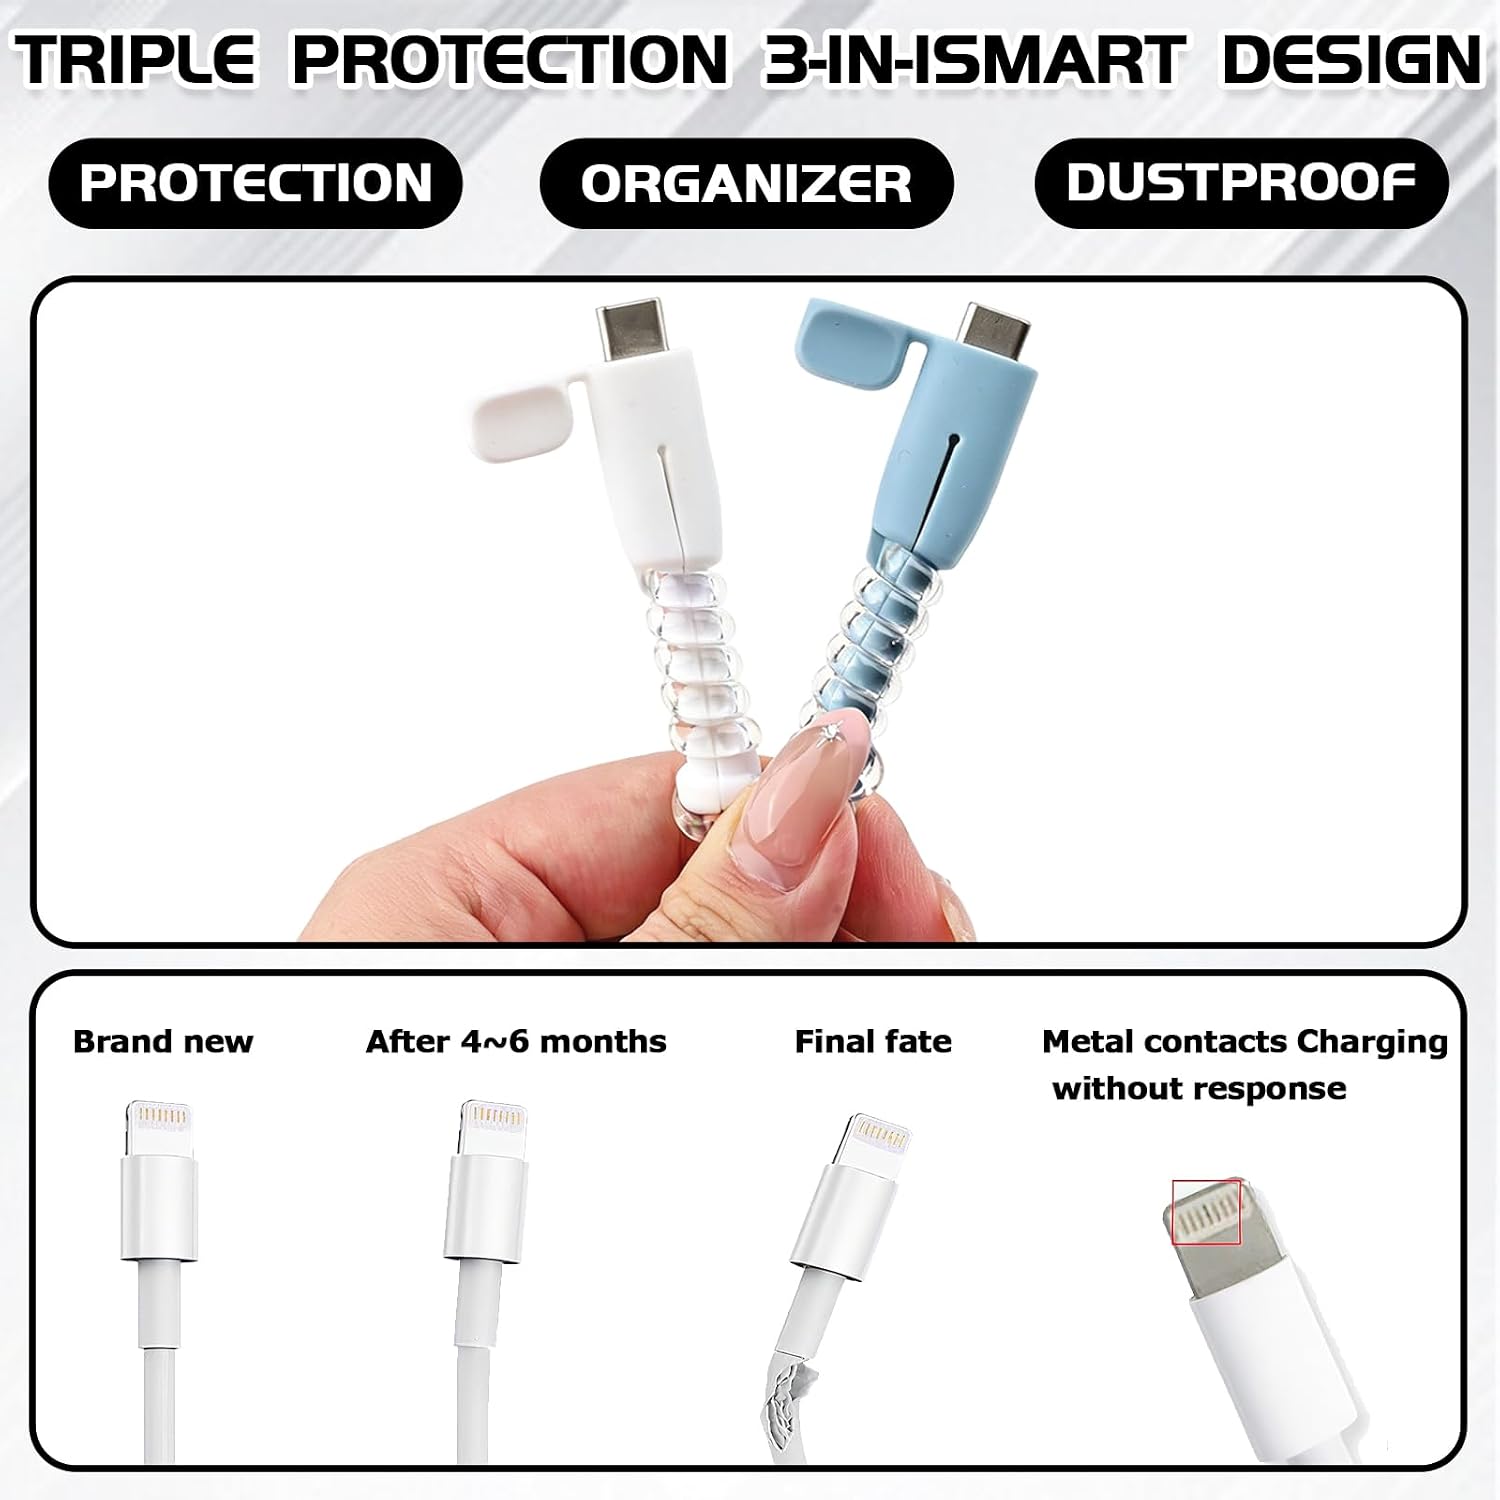 TRIPLE PROTECTION 3-IN-ISMART DESIGN
PROTECTION
ORGANIZER
DUSTPROOF
Brand new
After 4~6 months
Final fate
Metal contacts Charging
without response